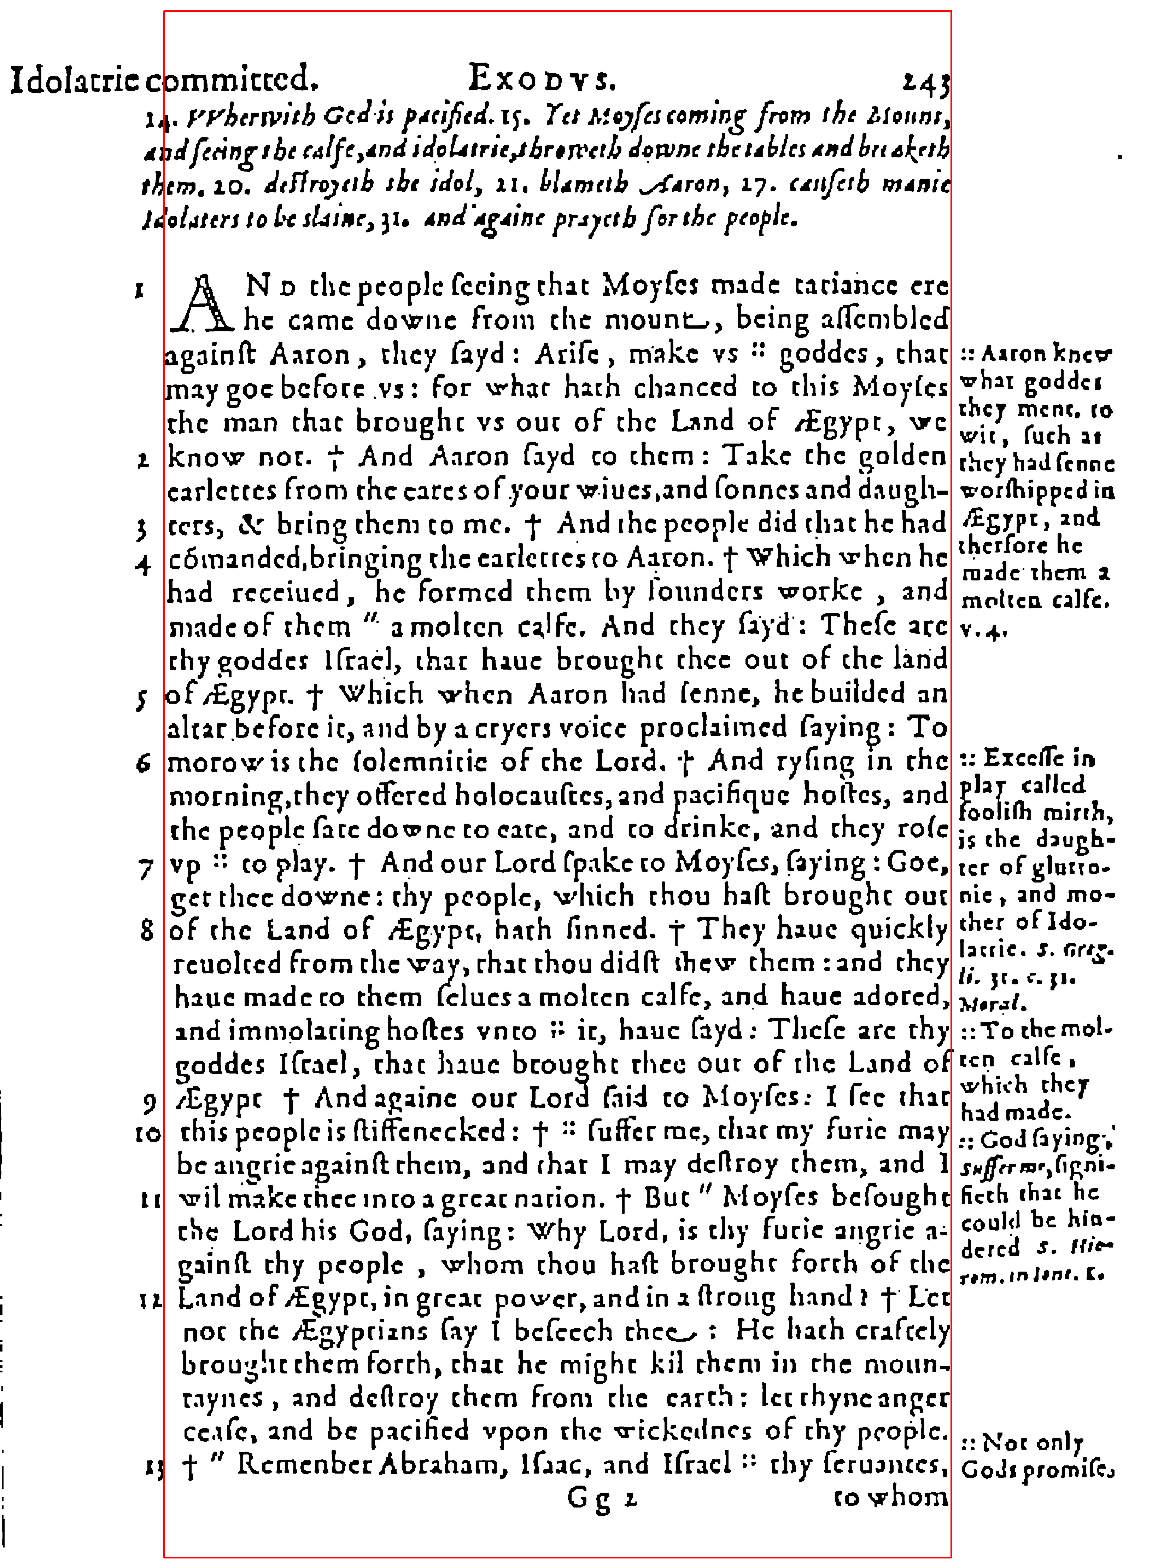 Idolatrie committed. EXODVS. 243
14. VVherwith God is pacified. 15. Yet Moyſes coming from the Mount,
and ſeeing the calfe, and idolatrie, throweth downe the tables and breaketh
them. 20. deſtroyeth the idol, 21. blameth Aaron, 27. cauſeth manie
Idolaters to be slaine, 31. and againe prayeth for the people.
1 AND the people ſeeing that Moyſes made tariance ere
he came downe from the mount, being aſſembled
againſt Aaron, they ſayd: Ariſe, make vs :: goddes, that
may goe before vs: for what hath chanced to this Moyſes
the man that brought vs out of the Land of Ægypt, we
2 know not. † And Aaron ſayd to them: Take the golden
earlettes from the eares of your wiues, and ſonnes and daugh-
3 ters, & bring them to me. † And the people did that he had
4 cōmanded, bringing the earlettes to Aaron. † Which when he
had receiued, he formed them by founders worke, and
made of them " a molten calfe. And they ſayd: Theſe are
thy goddes Iſrael, that haue brought thee out of the land
5 of Ægypt. † Which when Aaron had ſenne, he builded an
altar before it, and by a cryers voice proclaimed ſaying: To
6 morow is the ſolemnitie of the Lord. † And ryſing in the
morning, they offered holocauſtes, and pacifique hoſtes, and
the people ſate downe to eate, and to drinke, and they roſe
7 vp :: to play. † And our Lord ſpake to Moyſes, ſaying: Goe,
get thee downe: thy people, which thou haſt brought out
8 of the Land of Ægypt, hath ſinned. † They haue quickly
reuolted from the way, that thou didſt shew them: and they
haue made to them ſelues a molten calfe, and haue adored,
and immolating hoſtes vnto :: it, haue ſayd: Theſe are thy
goddes Iſrael, that haue brought thee out of the Land of
9 Ægypt † And againe our Lord ſaid to Moyſes: I ſee that
10 this people is ſtiffenecked: † :: ſuffer me, that my furie may
be angrie againſt them, and that I may deſtroy them, and I
11 wil make thee into a great nation. † But " Moyſes beſought
the Lord his God, ſaying: Why Lord, is thy furie angrie a-
gainſt thy people, whom thou haſt brought forth of the
12 Land of Ægypt, in great power, and in a ſtrong hand? † Let
not the Ægyptians ſay I beſeech thee: He hath craftely
brought them forth, that he might kil them in the moun-
taynes, and deſtroy them from the earth: let thyne anger
ceaſe, and be pacified vpon the wickednes of thy people.
13 † " Remenber Abraham, Iſaac, and Iſrael :: thy ſeruantes,
Gg 2 to whom
:: Aaron knew
what goddes
they ment. to
wit, ſuch as
they had ſenne
worſhipped in
Ægypt, and
therfore he
made them a
molten calfe.
v. 4.
:: Exceſſe in
play called
fooliſh mirth,
is the daugh-
ter of glutto-
nie, and mo-
ther of Ido-
latrie. S. Greg.
li. 31. c. 31.
Moral.
:: To the mol-
ten calfe,
which they
had made.
:: God ſaying,
Suffer me, ſigni-
fieth that he
could be hin-
dered S. Hie-
rom. in
:: Not only
Gods promiſe,